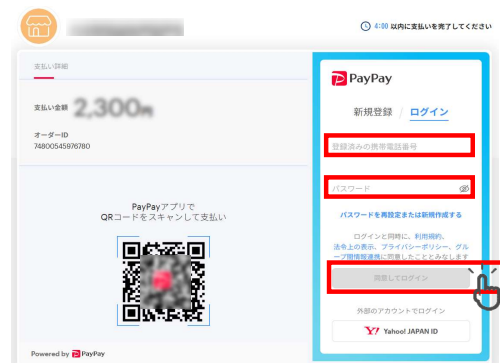 4:00 以内に支払いを完了してください
支払い詳細
支払い金額 2,300円
オーダーID
74800545976780
PayPayアプリで
QRコードをスキャンして支払い
Powered by PayPay
PayPay
新規登録 / ログイン
登録済みの携帯電話番号
パスワード
パスワードを再設定または新規作成する
ログインと同時に、利用規約、
法令上の表示、プライバシーポリシー、グル
ープ間情報連携に同意したこととみなします
同意してログイン
外部のアカウントでログイン
Y! Yahoo! JAPAN ID